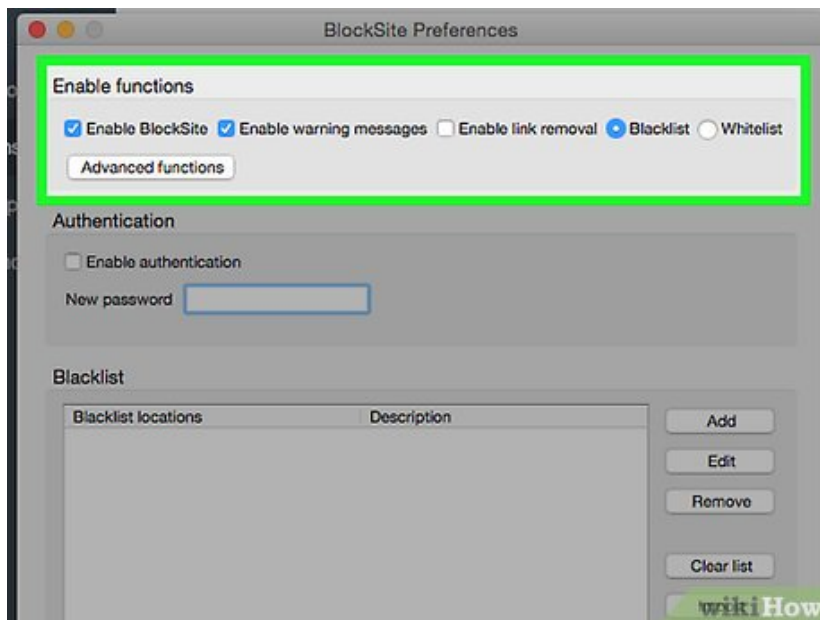 BlockSite Preferences
Enable functions
Enable BlockSite Enable warning messages Enable link removal Blacklist Whitelist
Advanced functions
Authentication
Enable authentication
New password
Blacklist
Blacklist locations Description
Add
Edit
Remove
Clear list
wikiHow